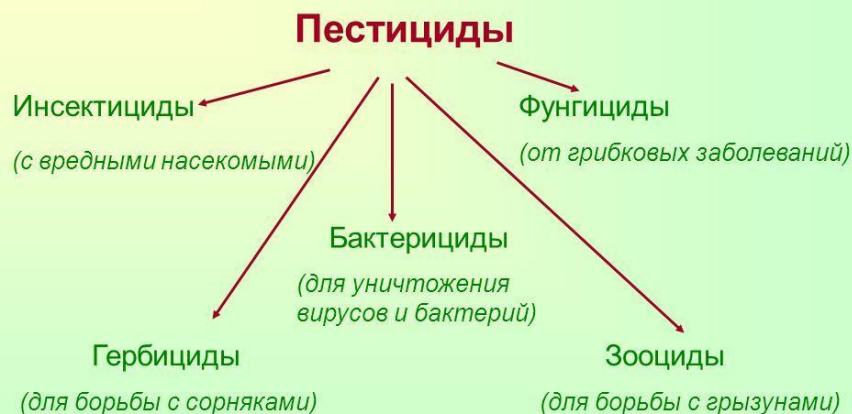 Пестициды
Инсектициды
(с вредными насекомыми)
Фунгициды
(от грибковых заболеваний)
Бактерициды
(для уничтожения
вирусов и бактерий)
Гербициды
(для борьбы с сорняками)
Зооциды
(для борьбы с грызунами)